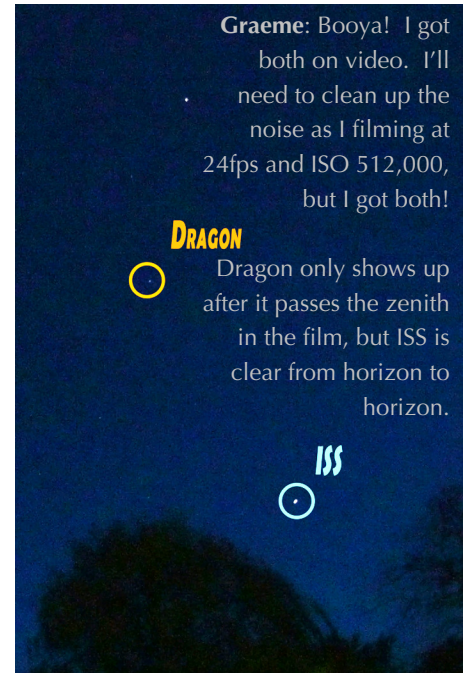 Graeme: Booya! I got
both on video. I'll
need to clean up the
noise as I filming at
24fps and ISO 512,000,
but I got both!
DRAGON
Dragon only shows up
after it passes the zenith
in the film, but ISS is
clear from horizon to
horizon.
ISS